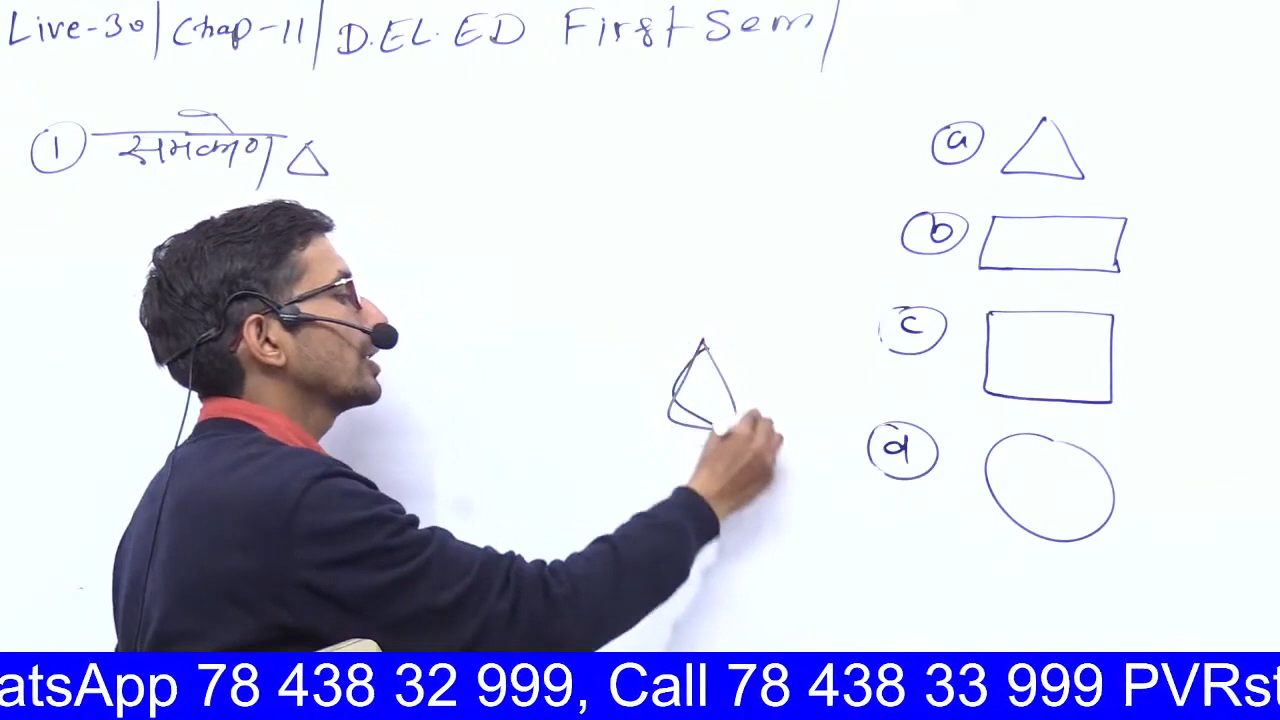 Live-30/Chap-11/D.EL.ED First Sem/
① समकोण △
ⓐ
ⓑ
ⓒ
ⓓ
atsApp 78 438 32 999, Call 78 438 33 999 PVRst